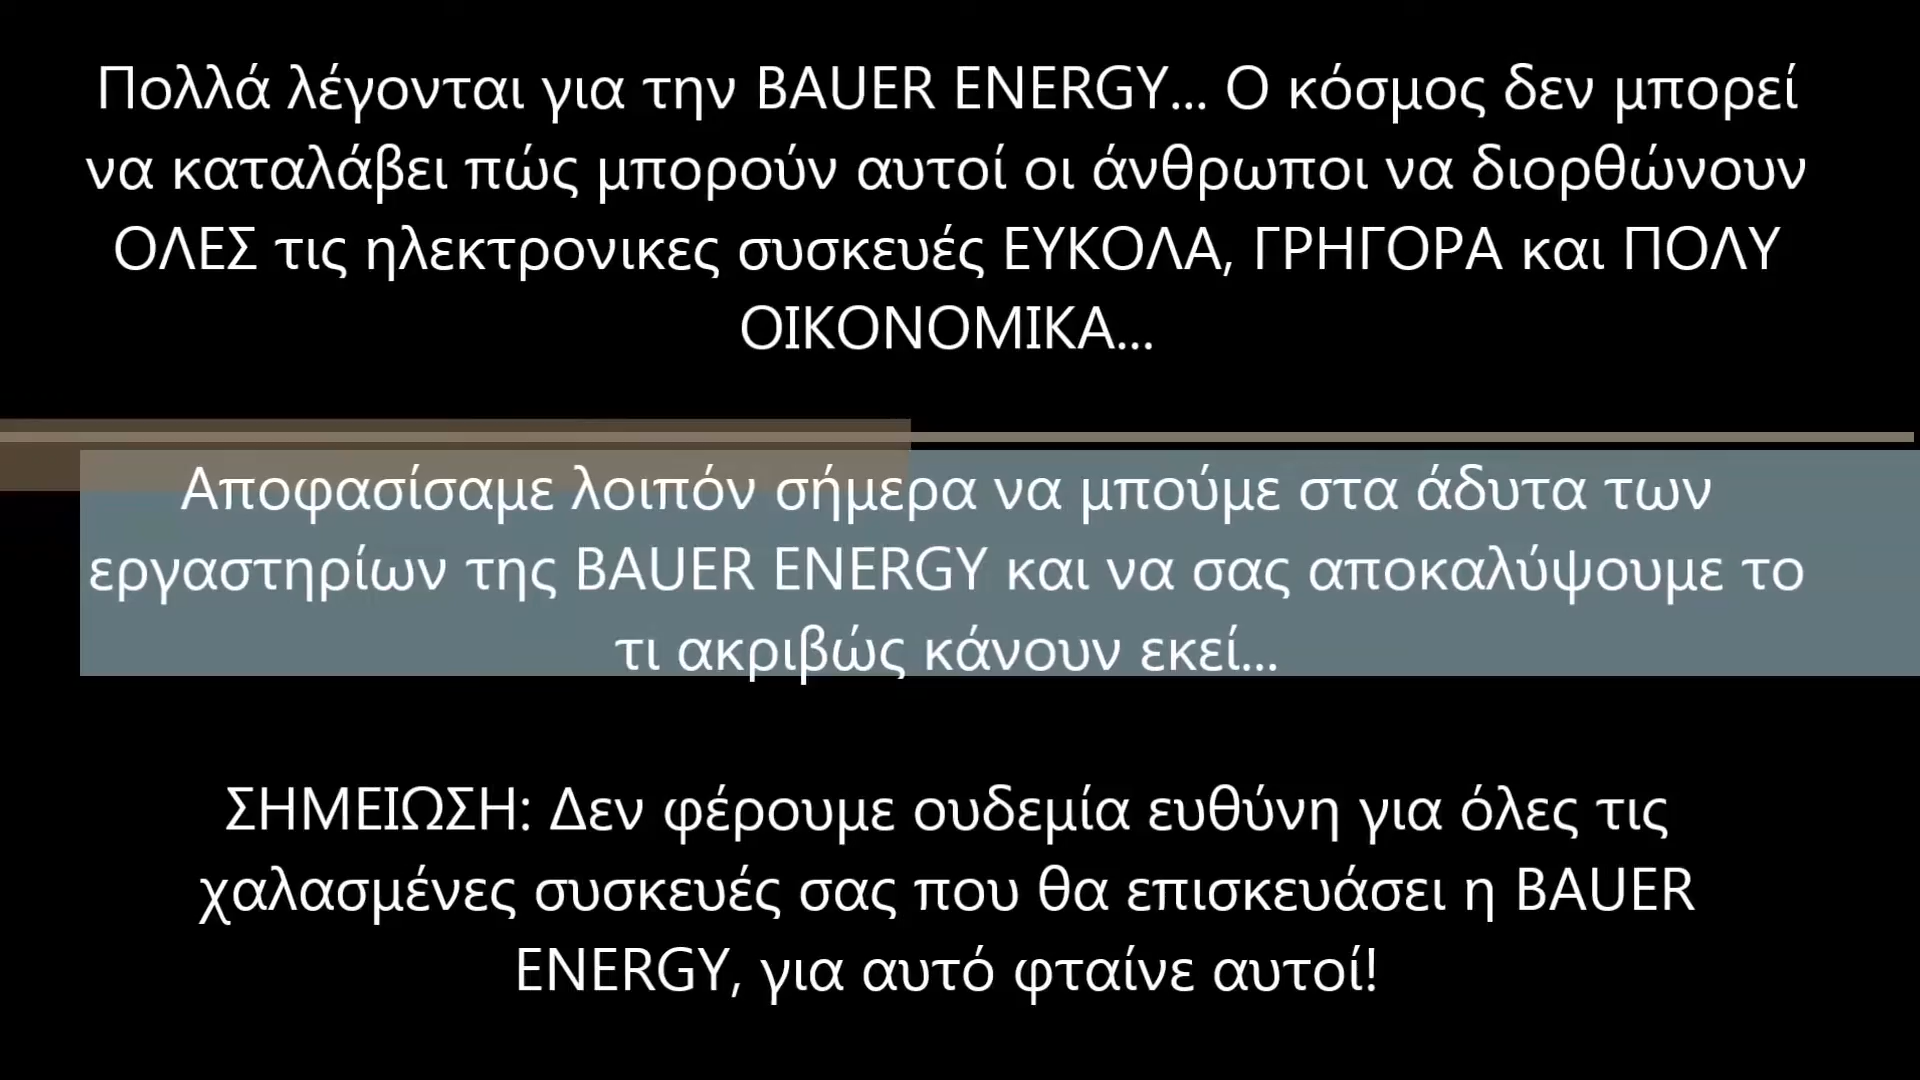 Πολλά λέγονται για την BAUER ENERGY... Ο κόσμος δεν μπορεί
να καταλάβει πώς μπορούν αυτοί οι άνθρωποι να διορθώνουν
ΟΛΕΣ τις ηλεκτρονικες συσκευές ΕΥΚΟΛΑ, ΓΡΗΓΟΡΑ και ΠΟΛΥ
ΟΙΚΟΝΟΜΙΚΑ...
Αποφασίσαμε λοιπόν σήμερα να μπούμε στα άδυτα των
εργαστηρίων της BAUER ENERGY και να σας αποκαλύψουμε το
τι ακριβώς κάνουν εκεί...
ΣΗΜΕΙΩΣΗ: Δεν φέρουμε ουδεμία ευθύνη για όλες τις
χαλασμένες συσκευές σας που θα επισκευάσει η BAUER
ENERGY, για αυτό φταίνε αυτοί!